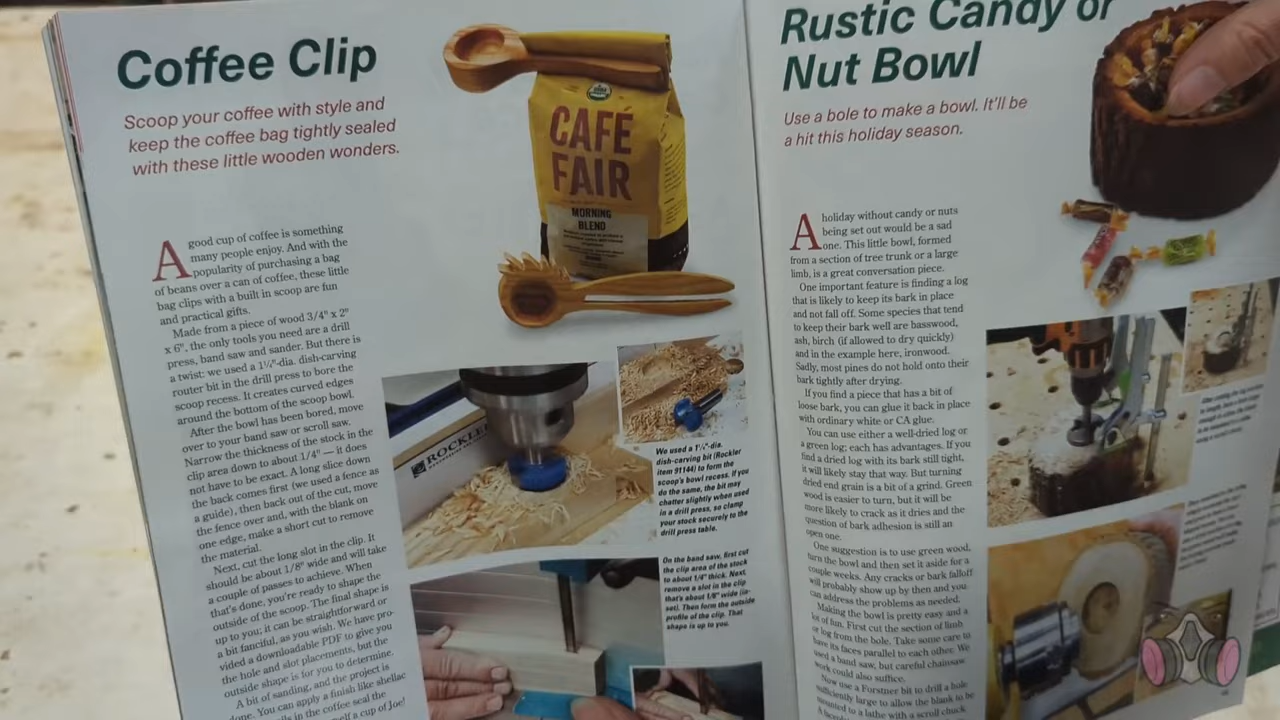 Coffee Clip
Scoop your coffee with style and
keep the coffee bag tightly sealed
with these little wooden wonders.
A good cup of coffee is something
many people enjoy. And with the
popularity of purchasing a bag
of beans over a can of coffee, these little
bag clips with a built in scoop are fun
and practical gifts.
Made from a piece of wood 3/4" x 2"
x 6", the only tools you need are a drill
press, band saw and sander. But there is
a twist: we used a 1¼"-dia. dish-carving
router bit in the drill press to bore the
scoop recess. It creates curved edges
around the bottom of the scoop bowl.
After the bowl has been bored, move
over to your band saw or scroll saw.
Narrow the thickness of the stock in the
clip area down to about 1/4" — it does
not have to be exact. A long slice down
the back comes first (we used a fence as
a guide), then back out of the cut, move
the fence over and, with the blank on
one edge, make a short cut to remove
the material.
Next, cut the long slot in the clip. It
should be about 1/8" wide and will take
a couple of passes to achieve. When
that's done, you're ready to shape the
outside of the scoop. The final shape is
up to you; it can be straightforward or
a bit fanciful, as you wish. We have pro-
vided a downloadable PDF to give you
the hole and slot placements, but the
outside shape is for you to determine.
A bit of sanding, and the project is
done. You can apply a finish like shellac
in the coffee seal the
a cup of Joe!
CAFÉ
FAIR
MORNING
BLEND
ROCKLER
We used a 1¼"-dia.
dish-carving bit (Rockler
item 91144) to form the
scoop's bowl recess. If you
do the same, the bit may
chatter slightly when used
in a drill press, so clamp
your stock securely to the
drill press table.
On the band saw, first cut
the clip area of the stock
to about 1/4" thick. Next,
remove a slot in the clip
that's about 1/8" wide (in-
set). Then form the outside
profile of the clip. That
shape is up to you.
Rustic Candy or
Nut Bowl
Use a bole to make a bowl. It'll be
a hit this holiday season.
A holiday without candy or nuts
being set out would be a sad
one. This little bowl, formed
from a section of tree trunk or a large
limb, is a great conversation piece.
One important feature is finding a log
that is likely to keep its bark in place
and not fall off. Some species that tend
to keep their bark well are basswood,
ash, birch (if allowed to dry quickly)
and in the example here, ironwood.
Sadly, most pines do not hold onto their
bark tightly after drying.
If you find a piece that has a bit of
loose bark, you can glue it back in place
with ordinary white or CA glue.
You can use either a well-dried log or
a green log; each has advantages. If you
find a dried log with its bark still tight,
it will likely stay that way. But turning
dried end grain is a bit of a grind. Green
wood is easier to turn, but it will be
more likely to crack as it dries and the
question of bark adhesion is still an
open one.
One suggestion is to use green wood,
turn the bowl and then set it aside for a
couple weeks. Any cracks or bark falloff
will probably show up by then and you
can address the problems as needed.
Making the bowl is pretty easy and a
lot of fun. First cut the section of limb
or log from the bole. Take some care to
have its faces parallel to each other. We
used a band saw, but careful chainsaw
work could also suffice.
Now use a Forstner bit to drill a hole
sufficiently large to allow the blank to be
mounted to a lathe with a scroll chuck